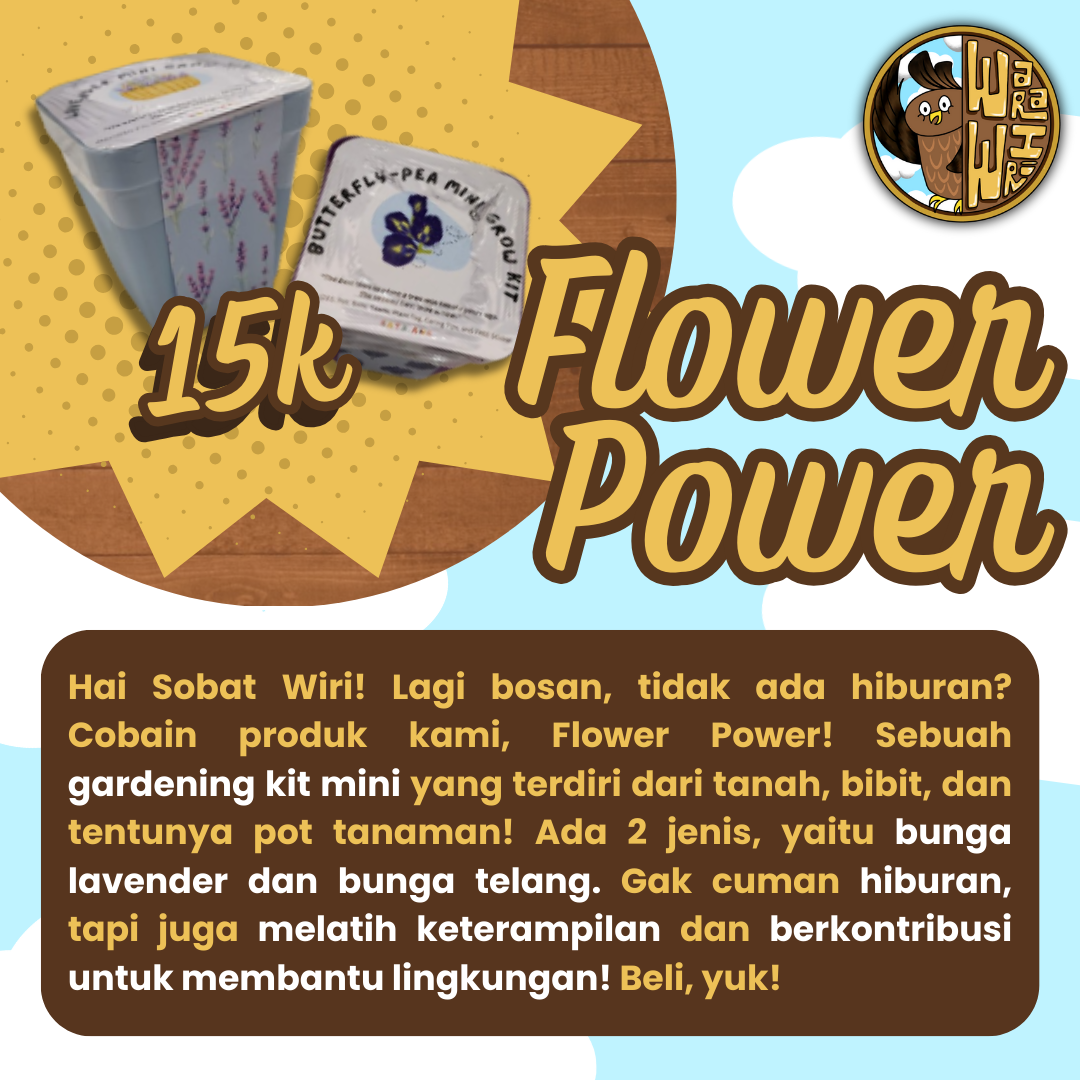 Wara
Wiri
BUTTERFLY-PEA MINI GROW KIT
15k
Flower
Power
Hai Sobat Wiri! Lagi bosan, tidak ada hiburan?
Cobain produk kami, Flower Power! Sebuah
gardening kit mini yang terdiri dari tanah, bibit, dan
tentunya pot tanaman! Ada 2 jenis, yaitu bunga
lavender dan bunga telang. Gak cuman hiburan,
tapi juga melatih keterampilan dan berkontribusi
untuk membantu lingkungan! Beli, yuk!